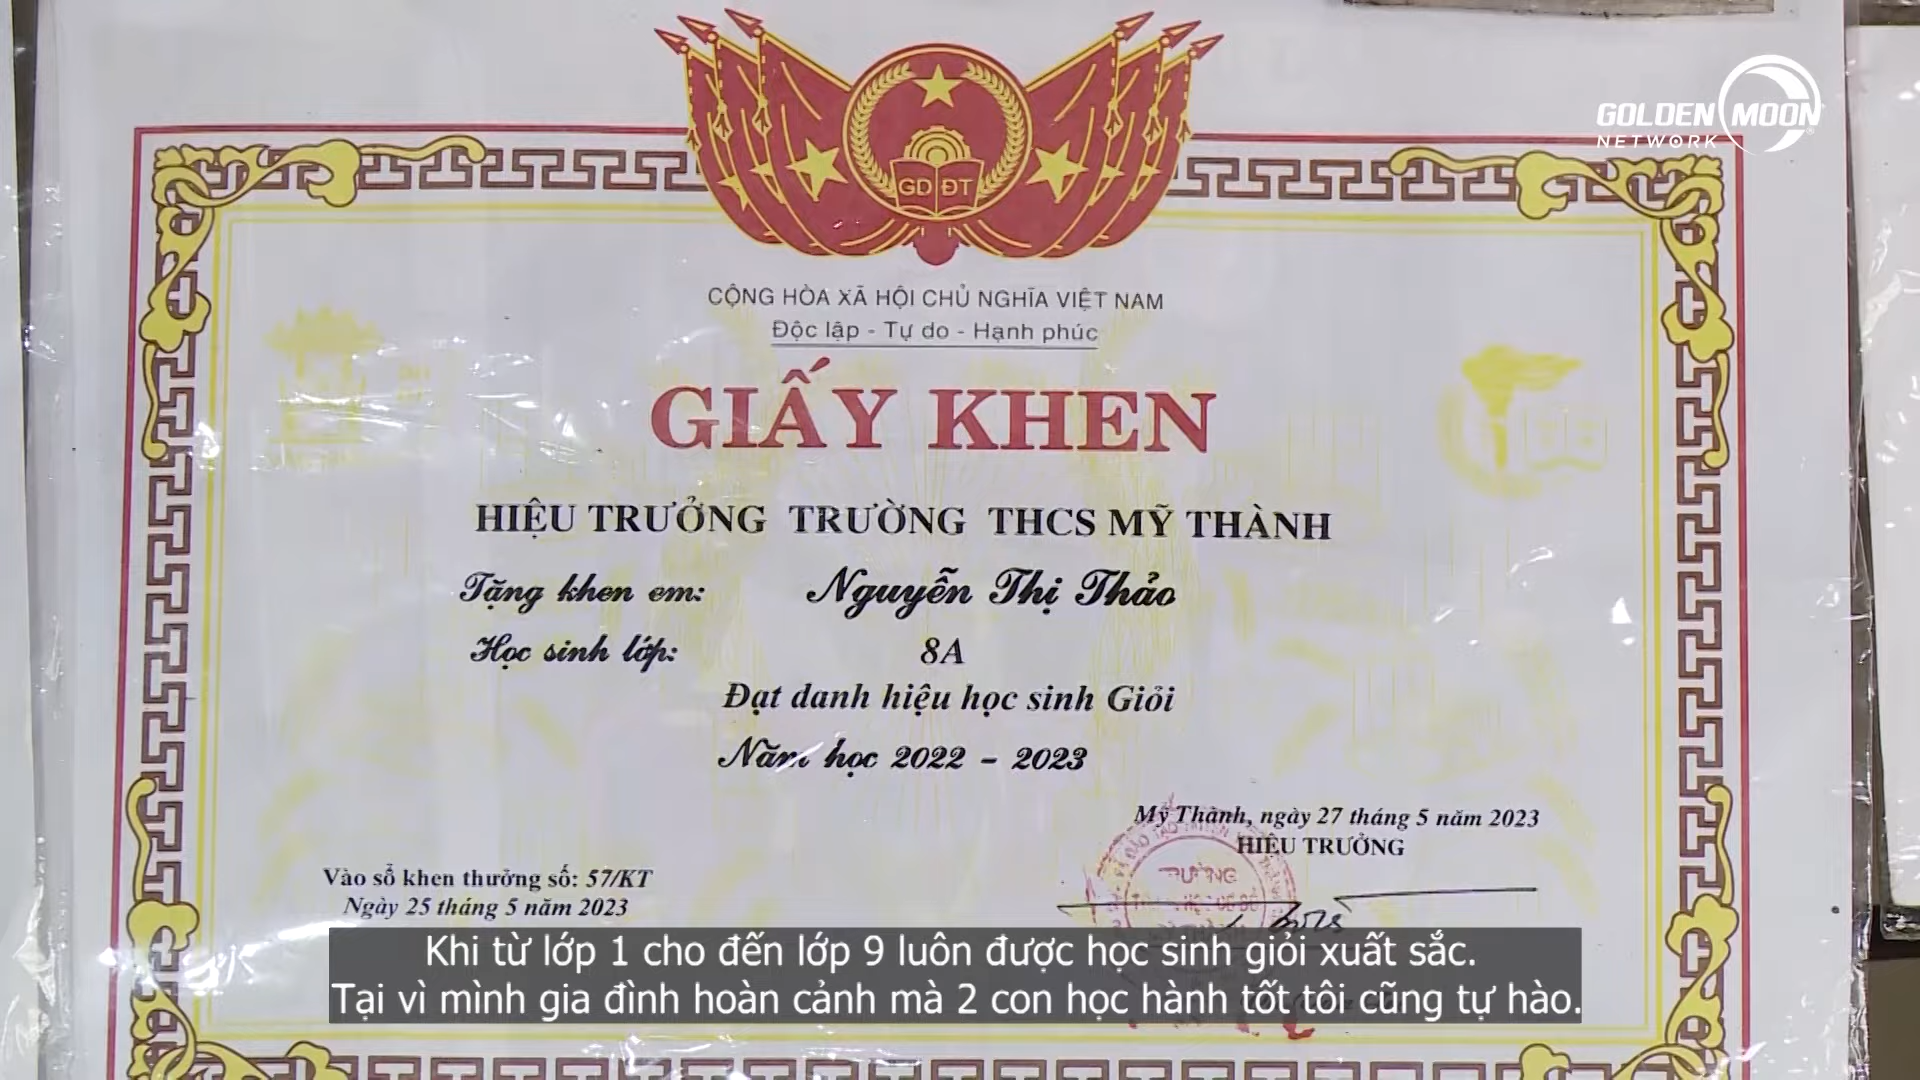 GOLDEN MOON
NETWORK
GD ĐT
CỘNG HÒA XÃ HỘI CHỦ NGHĨA VIỆT NAM
Độc lập - Tự do - Hạnh phúc
GIẤY KHEN
HIỆU TRƯỞNG TRƯỜNG THCS MỸ THÀNH
Tặng khen em: Nguyễn Thị Thảo
Học sinh lớp: 8A
Đạt danh hiệu học sinh Giỏi
Năm học 2022 - 2023
Mỹ Thành, ngày 27 tháng 5 năm 2023
HIỆU TRƯỞNG
Vào sổ khen thưởng số: 57/KT
Ngày 25 tháng 5 năm 2023
TRƯỜNG
Khi từ lớp 1 cho đến lớp 9 luôn được học sinh giỏi xuất sắc.
Tại vì mình gia đình hoàn cảnh mà 2 con học hành tốt tôi cũng tự hào.